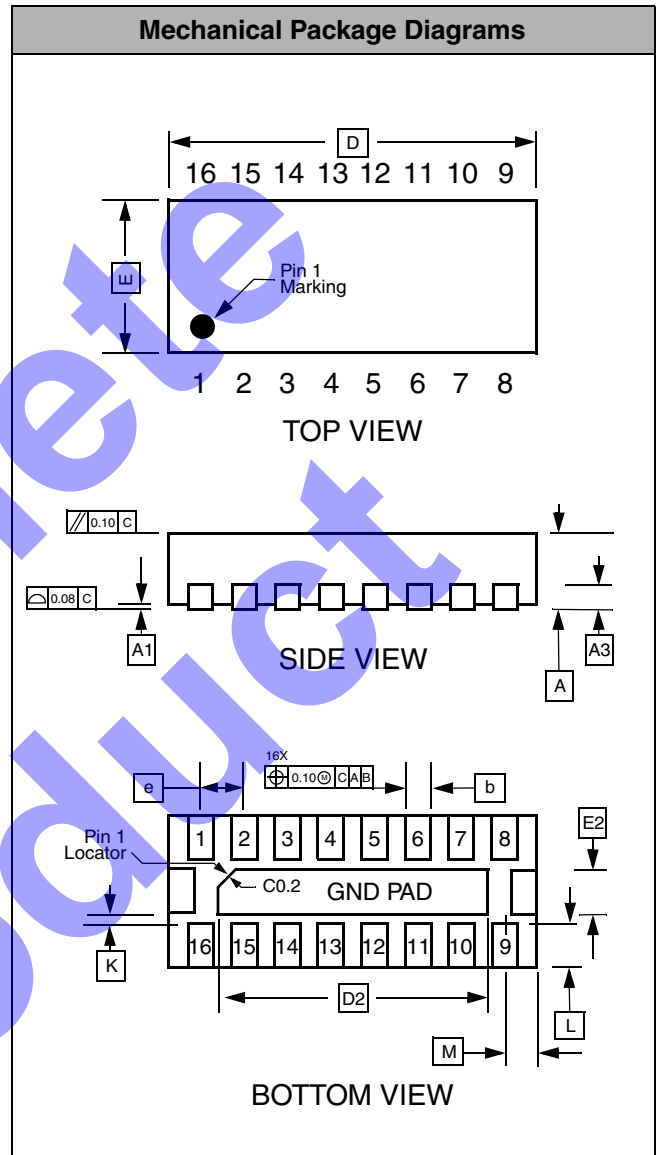 Mechanical Package Diagrams
D
16 15 14 13 12 11 10 9
E
Pin 1
Marking
1 2 3 4 5 6 7 8
TOP VIEW
// 0.10 C
⌓ 0.08 C
A1
SIDE VIEW
A
A3
16X
⌖ 0.10 Ⓜ C A B
e
b
E2
Pin 1
Locator
1 2 3 4 5 6 7 8
C0.2
GND PAD
K
16 15 14 13 12 11 10 9
D2
L
M
BOTTOM VIEW
ete
oduct